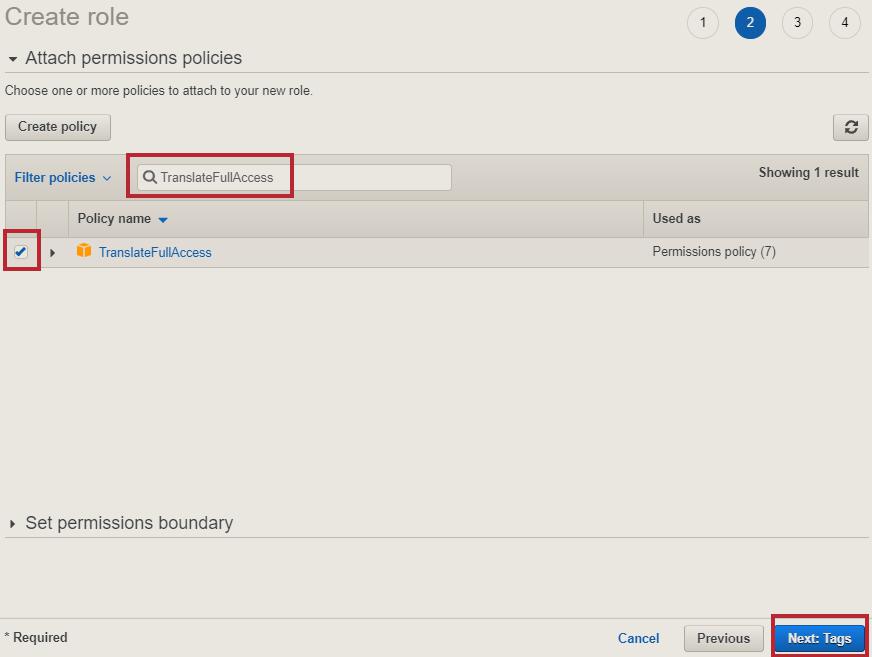 Create role
1 2 3 4
Attach permissions policies
Choose one or more policies to attach to your new role.
Create policy
Filter policies TranslateFullAccess Showing 1 result
Policy name Used as
TranslateFullAccess Permissions policy (7)
Set permissions boundary
* Required Cancel Previous Next: Tags